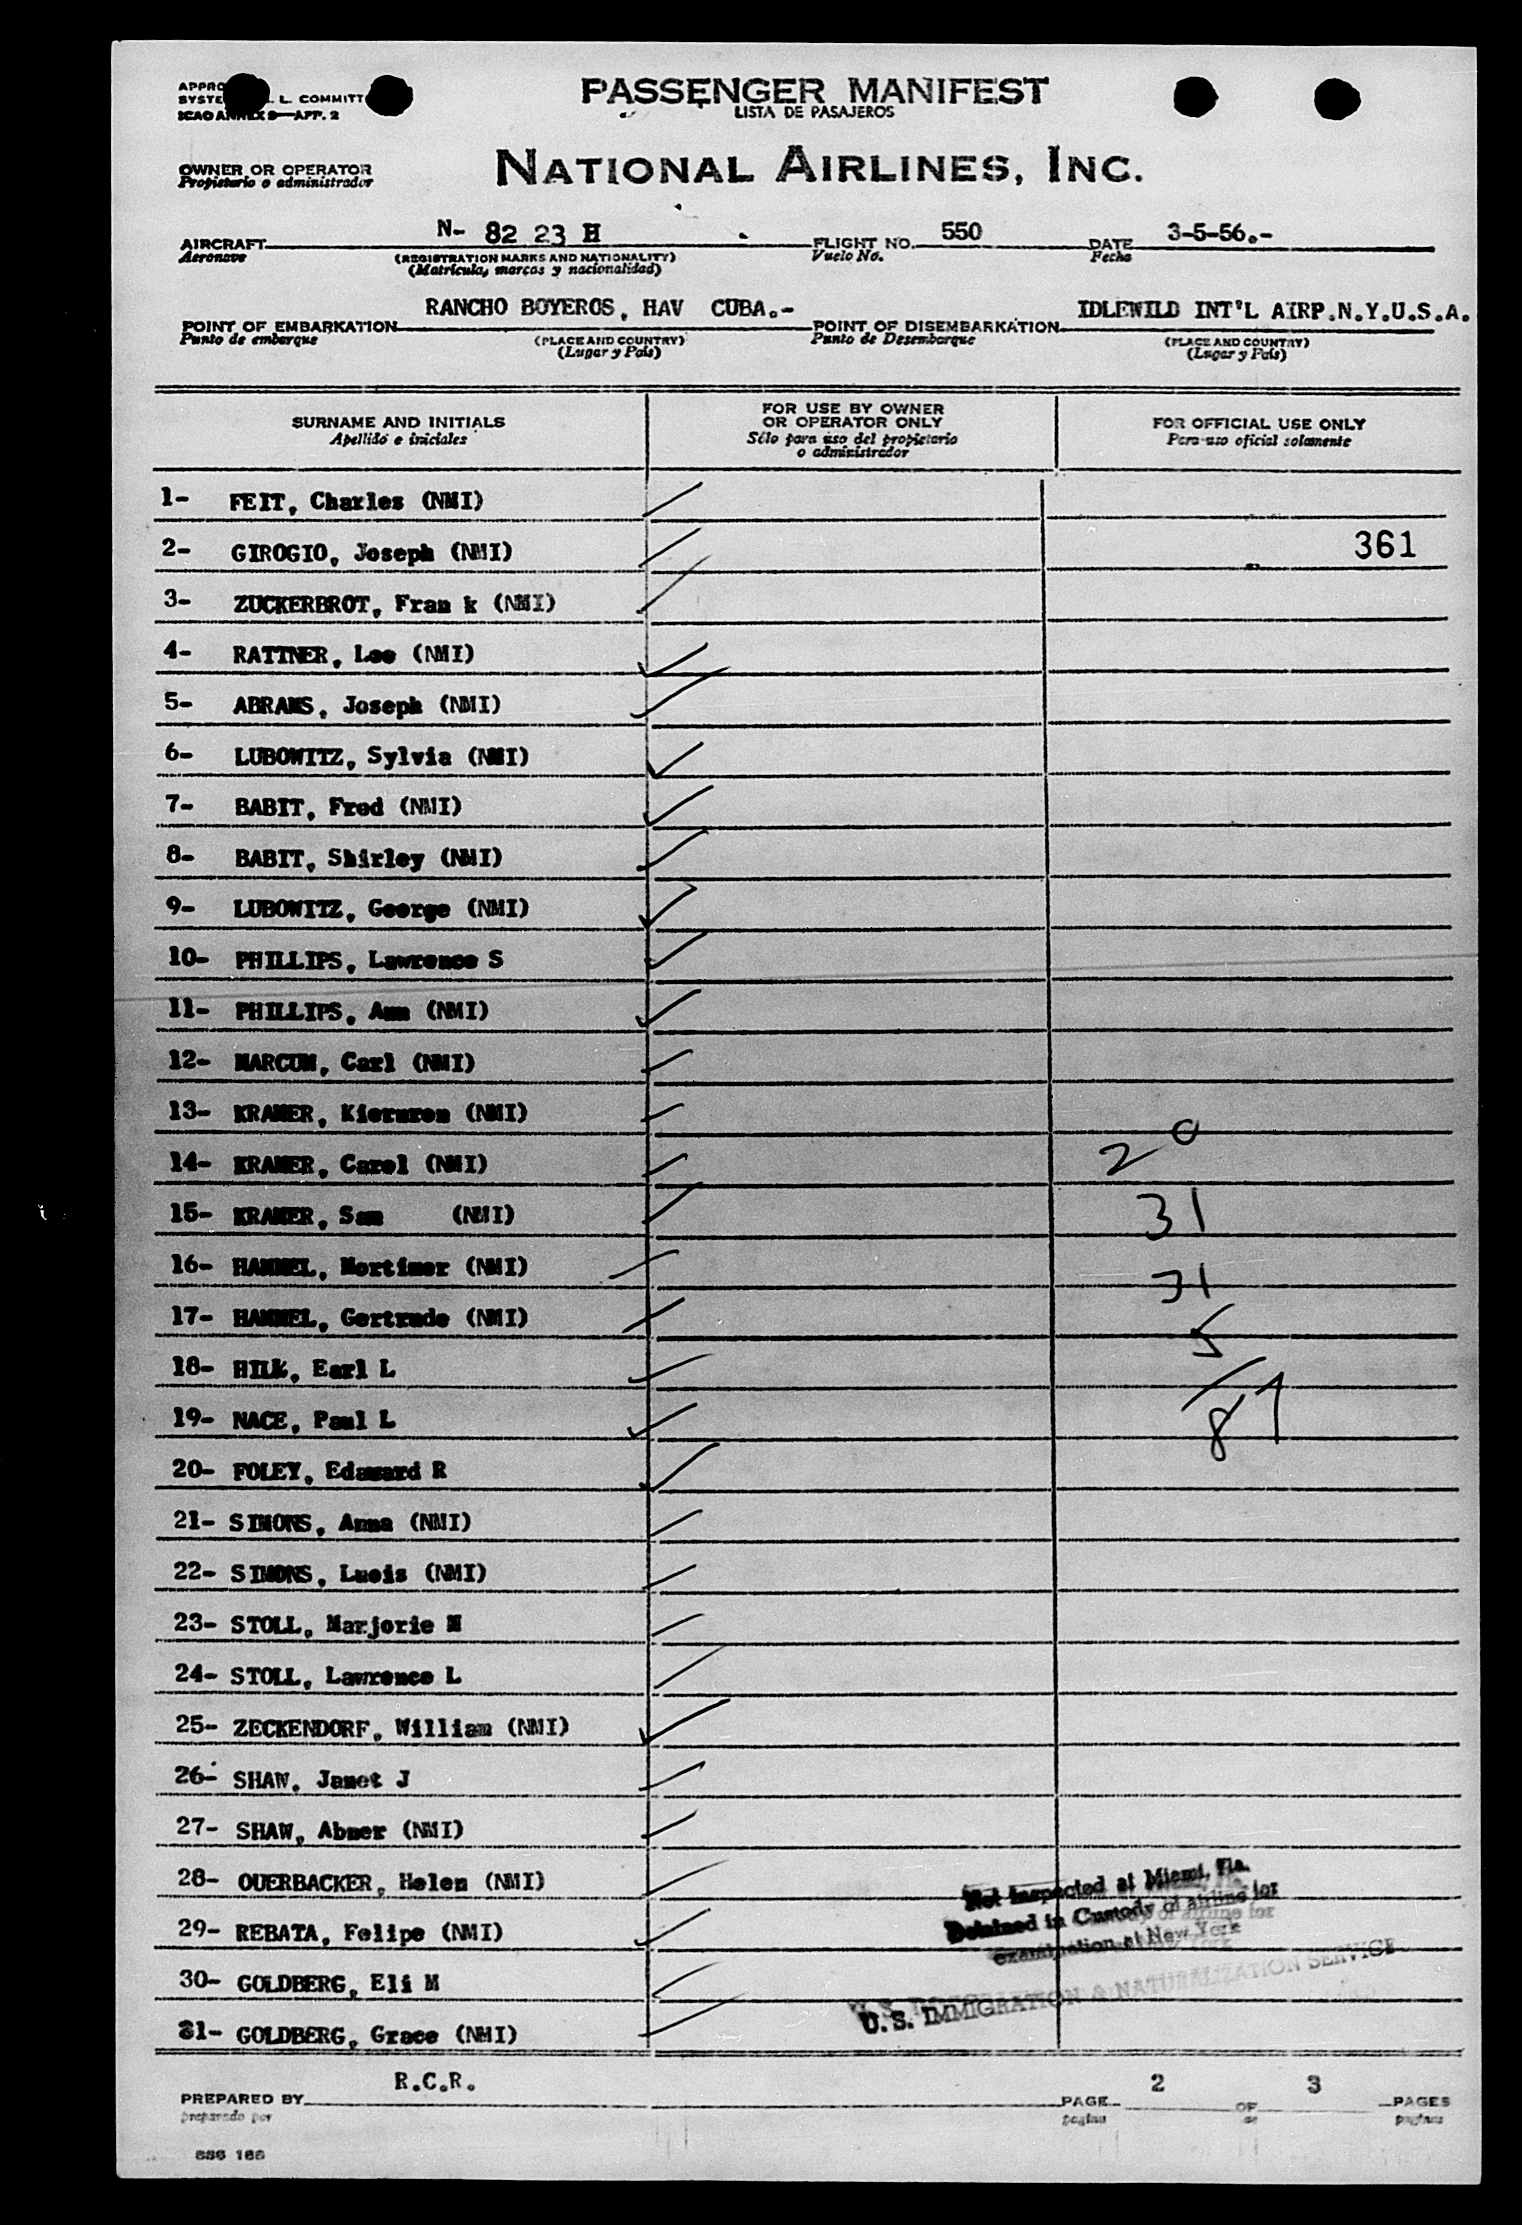 PASSENGER MANIFEST
LISTA DE PASAJEROS
ICAO ANNEX 9—APP. 2
OWNER OR OPERATOR
Propietario o administrador
NATIONAL AIRLINES, INC.
AIRCRAFT N- 82 23 H FLIGHT NO. 550 DATE 3-5-56.-
Aeronave (REGISTRATION MARKS AND NATIONALITY) Vuelo No. Fecha
(Matrícula, marcas y nacionalidad)
POINT OF EMBARKATION RANCHO BOYEROS, HAV CUBA.- POINT OF DISEMBARKATION IDLEWILD INT'L AIRP.N.Y.U.S.A.
Punto de embarque (PLACE AND COUNTRY) Punto de Desembarque (PLACE AND COUNTRY)
(Lugar y País) (Lugar y País)
SURNAME AND INITIALS
Apellido e iniciales
FOR USE BY OWNER
OR OPERATOR ONLY
Sólo para uso del propietario
o administrador
FOR OFFICIAL USE ONLY
Para uso oficial solamente
1- FEIT, Charles (NMI)
2- GIROGIO, Joseph (NMI) 361
3- ZUCKERBROT, Fran k (NMI)
4- RATTNER, Lee (NMI)
5- ABRAMS, Joseph (NMI)
6- LUBOWITZ, Sylvia (NMI)
7- BABIT, Fred (NMI)
8- BABIT, Shirley (NMI)
9- LUBOWITZ, George (NMI)
10- PHILLIPS, Lawrence S
11- PHILLIPS, Ann (NMI)
12- MARCUM, Carl (NMI)
13- KRAMER, (NMI)
14- KRAMER, Carol (NMI) 20
15- KRAMER, Sam (NMI) 31
16- HAMMEL, Mortimer (NMI) 31
17- HAMMEL, Gertrude (NMI) 5
18- HILK, Earl L
19- NACE, Paul L 87
20- FOLEY, Edaward R
21- SIMONS, Anna (NMI)
22- SIMONS, Luois (NMI)
23- STOLL, Marjorie M
24- STOLL, Lawrence L
25- ZECKENDORF, William (NMI)
26- SHAW, Janet J
27- SHAW, Abner (NMI)
28- OUERBACKER, Helen (NMI)
29- REBATA, Felipe (NMI)
30- GOLDBERG, Eli M
31- GOLDBERG, Grace (NMI)
Not Inspected at Miami, Fla.
Detained in Custody of airline for
examination at New York
U.S. IMMIGRATION & NATURALIZATION SERVICE
PREPARED BY R.C.R. PAGE 2 OF 3 PAGES
preparado por pagina de paginas